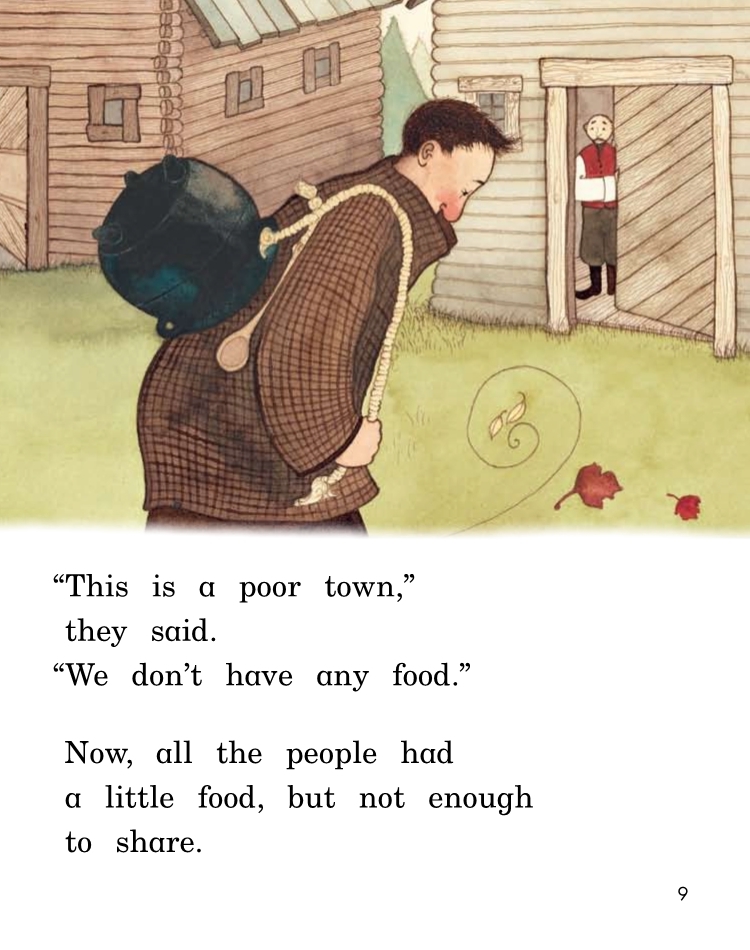 “This is a poor town,”
they said.
“We don’t have any food.”
Now, all the people had
a little food, but not enough
to share.
9